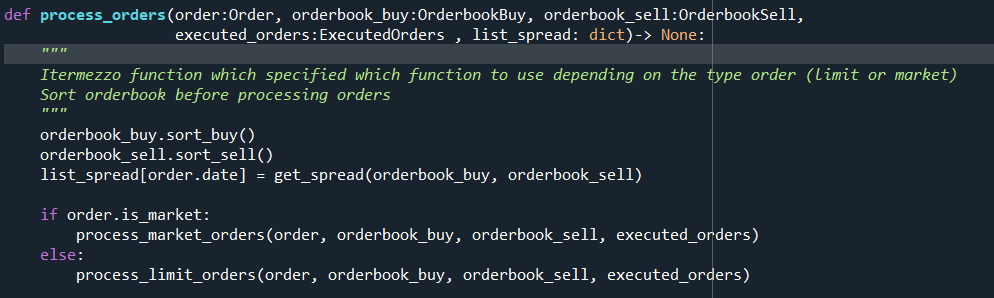 def process_orders(order:Order, orderbook_buy:OrderbookBuy, orderbook_sell:OrderbookSell,
                   executed_orders:ExecutedOrders , list_spread: dict)-> None:
    """
    Itermezzo function which specified which function to use depending on the type order (limit or market)
    Sort orderbook before processing orders
    """
    orderbook_buy.sort_buy()
    orderbook_sell.sort_sell()
    list_spread[order.date] = get_spread(orderbook_buy, orderbook_sell)

    if order.is_market:
        process_market_orders(order, orderbook_buy, orderbook_sell, executed_orders)
    else:
        process_limit_orders(order, orderbook_buy, orderbook_sell, executed_orders)